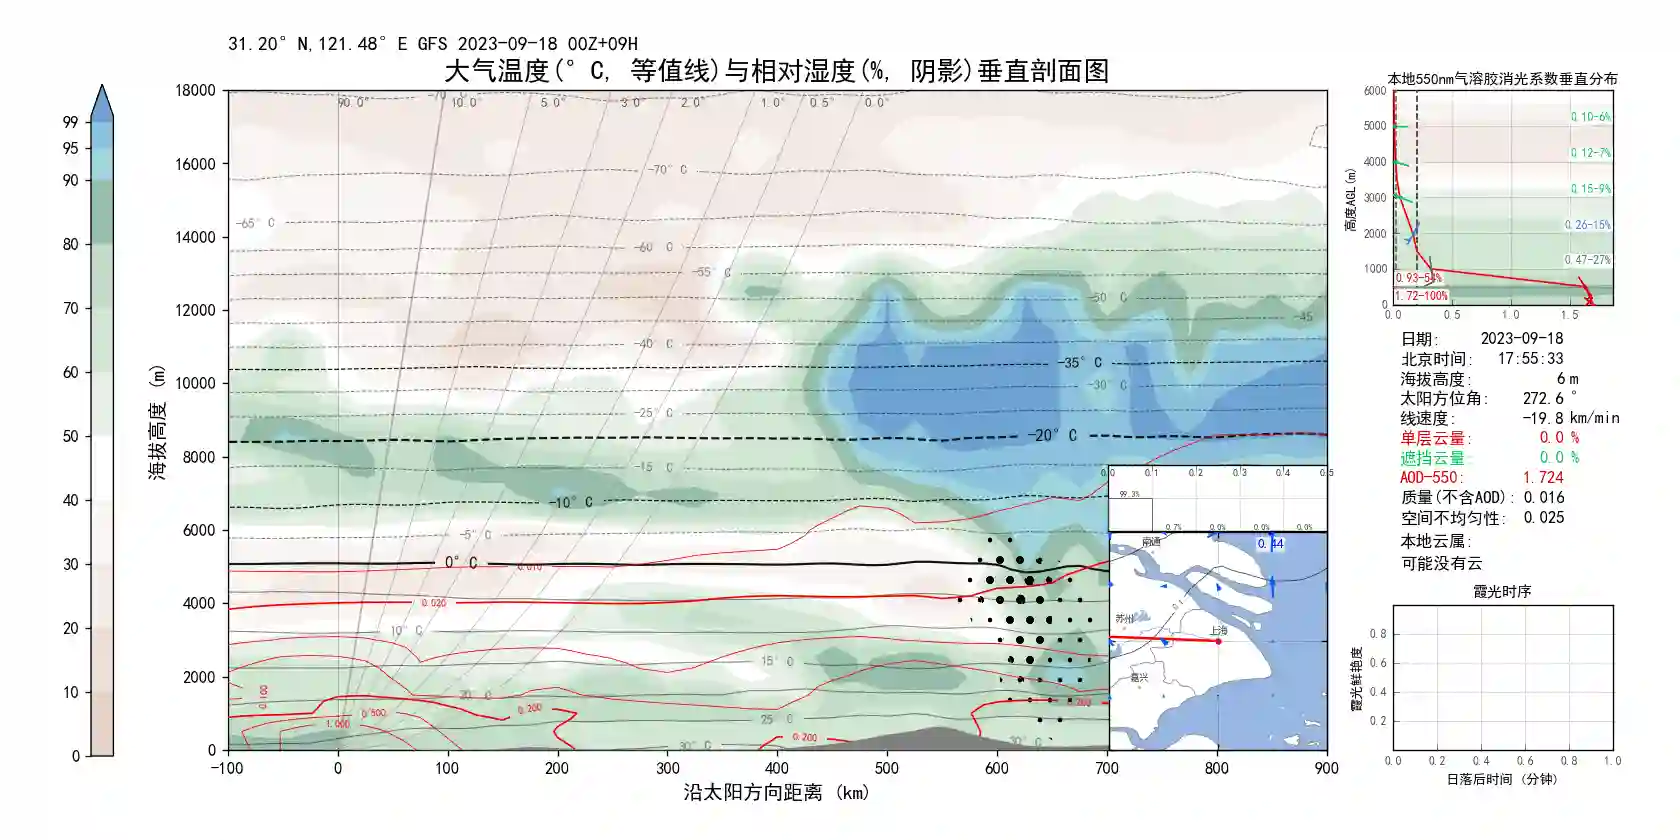 31.20° N,121.48° E GFS 2023-09-18 00Z+09H
大气温度(° C, 等值线)与相对湿度(%, 阴影)垂直剖面图
99
95
90
80
70
60
50
40
30
20
10
0
海拔高度 (m)
18000
16000
14000
12000
10000
8000
6000
4000
2000
0
-100
0
100
200
300
400
500
600
700
800
900
沿太阳方向距离 (km)
90.0°
10.0°
5.0°
3.0°
2.0°
1.0°
0.5°
0.0°
-70° C
-70° C
-65° C
-60° C
-55° C
-50° C
-45
-40° C
-35° C
-30° C
-25° C
-20° C
-15° C
-10° C
-5° C
0° C
0.010
0.020
10° C
15° C
20° C
25° C
30° C
30° C
0.100
0.500
1.000
0.200
0.200
0.0
0.1
0.2
0.3
0.4
0.5
99.3%
0.7%
0.0%
0.0%
0.0%
南通
0.44
苏州
0.1
上海
嘉兴
本地550nm气溶胶消光系数垂直分布
高度AGL(m)
6000
5000
4000
3000
2000
1000
0
0.10-6%
0.12-7%
0.15-9%
0.26-15%
0.47-27%
0.93-54%
1.72-100%
0.0
0.5
1.0
1.5
日期: 2023-09-18
北京时间: 17:55:33
海拔高度: 6 m
太阳方位角: 272.6 °
线速度: -19.8 km/min
单层云量: 0.0 %
遮挡云量: 0.0 %
AOD-550: 1.724
质量(不含AOD): 0.016
空间不均匀性: 0.025
本地云属:
可能没有云
霞光时序
霞光鲜艳度
0.8
0.6
0.4
0.2
0.0
0.2
0.4
0.6
0.8
1.0
日落后时间 (分钟)